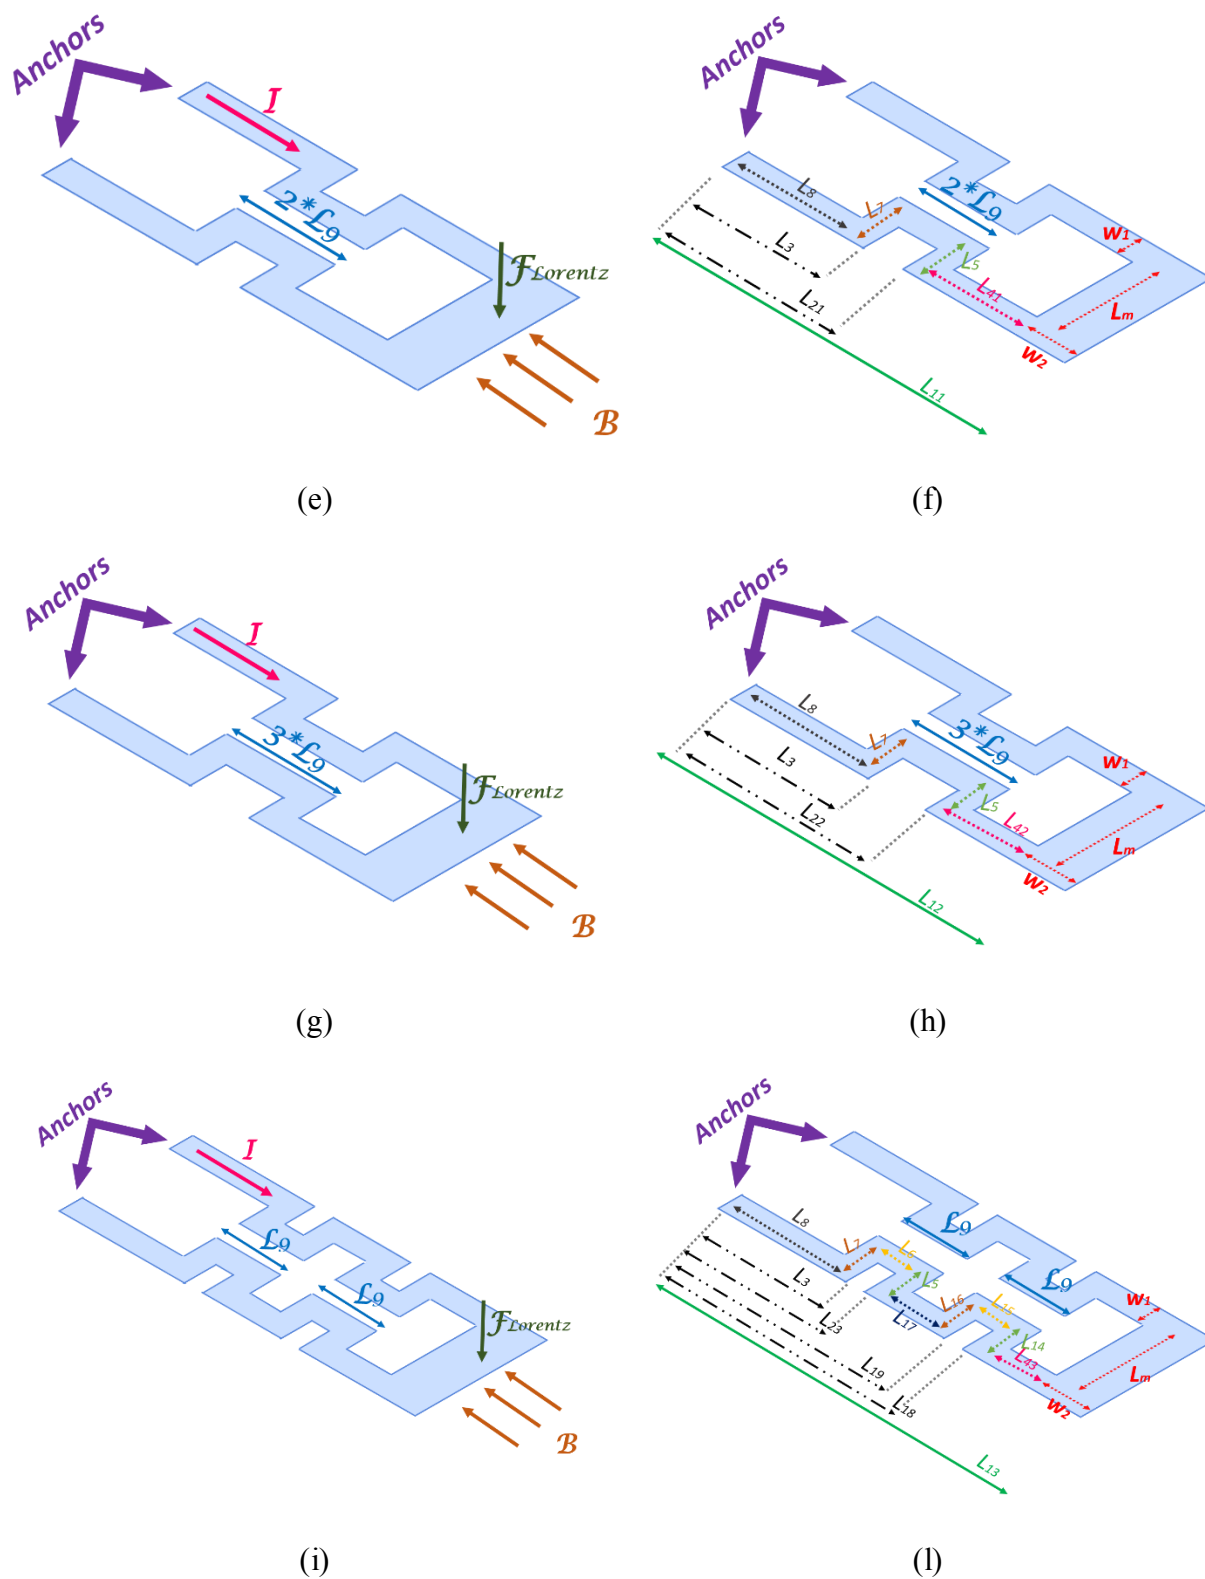 Anchors
I
2*L9
FLorentz
B
(e)
Anchors
L8
L7
2*L9
L3
L5
L21
L41
W1
Lm
W2
L11
(f)
Anchors
I
3*L9
FLorentz
B
(g)
Anchors
L8
L7
3*L9
L3
L5
L22
L42
W1
Lm
W2
L12
(h)
Anchors
I
L9
L9
FLorentz
B
(i)
Anchors
L8
L7
L6
L9
L3
L5
L23
L17
L16
L15
L9
L19
L14
L18
L43
W1
Lm
W2
L13
(l)